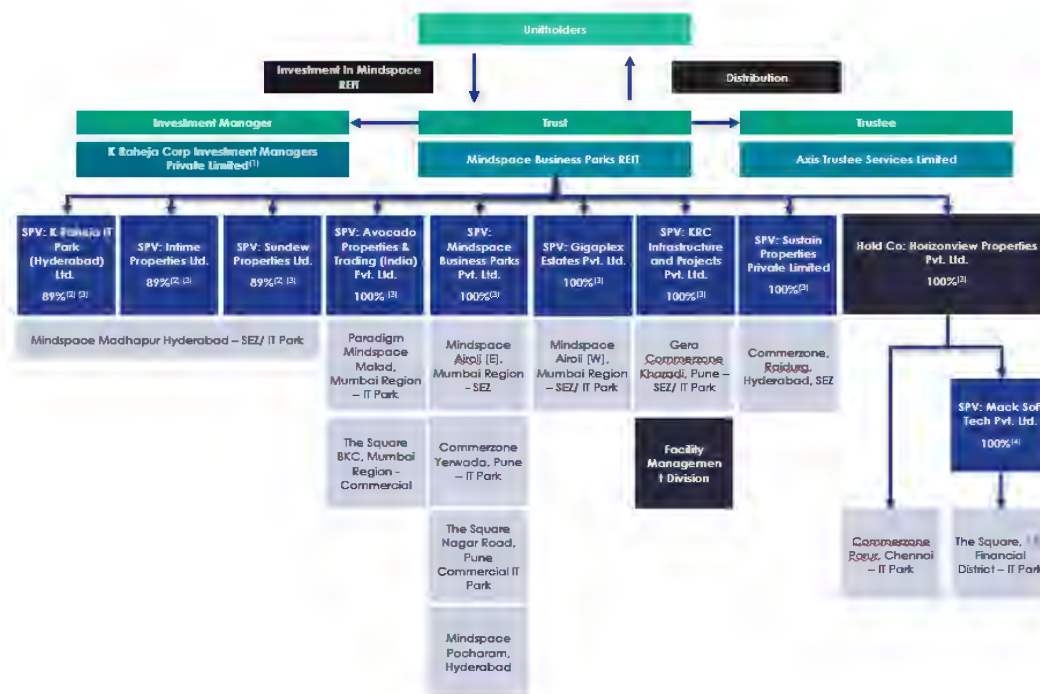 Unitholders
Investment in Mindspace
REIT
Distribution
Investment Manager
Trust
Trustee
K Raheja Corp Investment Managers
Private Limited(1)
Mindspace Business Parks REIT
Axis Trustee Services Limited
SPV: K Raheja IT
Park
(Hyderabad)
Ltd.
89%(2) (3)
SPV: Intime
Properties Ltd.
89%(2) (3)
SPV: Sundew
Properties Ltd.
89%(2) (3)
SPV: Avocado
Properties &
Trading (India)
Pvt. Ltd.
100%(3)
SPV:
Mindspace
Business Parks
Pvt. Ltd.
100%(3)
SPV: Gigaplex
Estates Pvt. Ltd.
100%(3)
SPV: KRC
Infrastructure
and Projects
Pvt. Ltd.
100%(3)
SPV: Sustain
Properties
Private Limited
100%(3)
Hold Co: Horizonview Properties
Pvt. Ltd.
100%(3)
Mindspace Madhapur Hyderabad – SEZ/ IT Park
Paradigm
Mindspace
Malad,
Mumbai Region
– IT Park
Mindspace
Airoli (E),
Mumbai Region
- SEZ
Mindspace
Airoli (W),
Mumbai Region
– SEZ/ IT Park
Gera
Commerzone
Kharadi, Pune –
SEZ/ IT Park
Commerzone,
Raidurg,
Hyderabad, SEZ
SPV: Mack Soft
Tech Pvt. Ltd.
100%(4)
The Square
BKC, Mumbai
Region -
Commercial
Commerzone
Yerwada, Pune
– IT Park
Facility
Managemen
t Division
The Square
Nagar Road,
Pune
Commercial IT
Park
Commerzone
Porur, Chennai
– IT Park
The Square,
Financial
District – IT Park
Mindspace
Pocharam,
Hyderabad